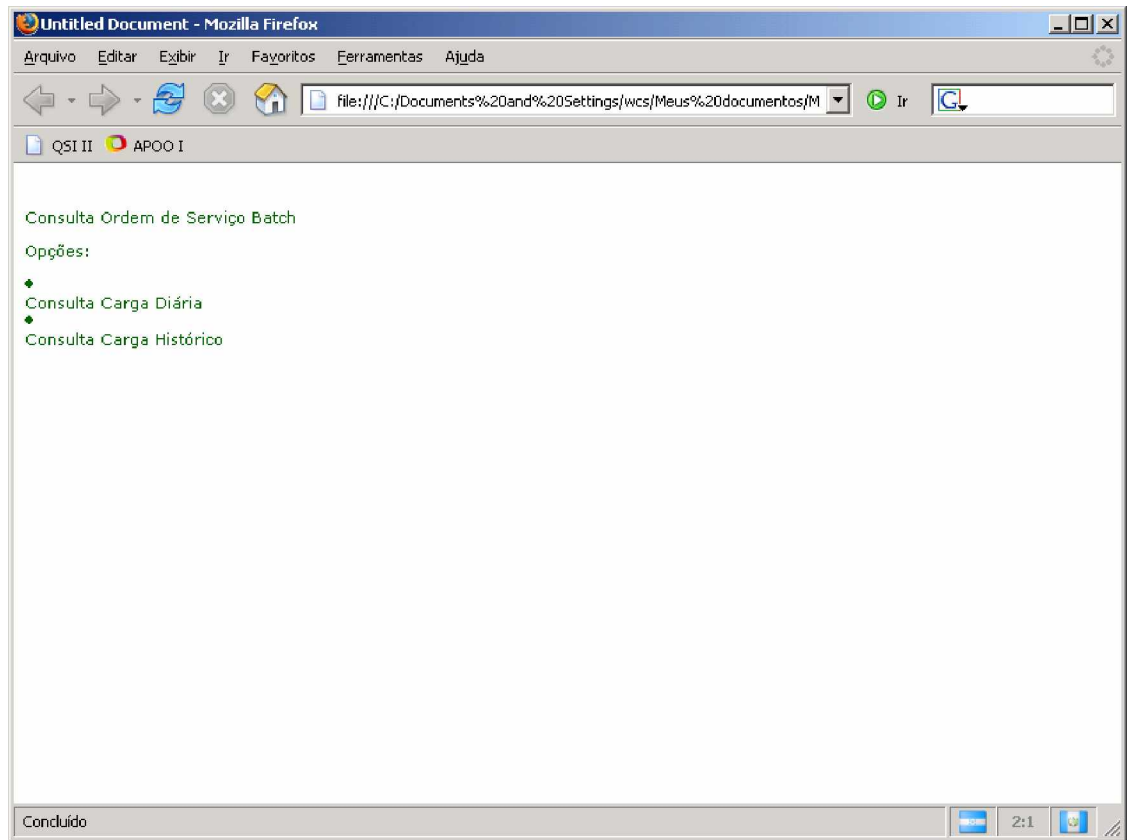 Untitled Document - Mozilla Firefox
Arquivo Editar Exibir Ir Favoritos Ferramentas Ajuda
file:///C:/Documents%20and%20Settings/wcs/Meus%20documentos/M Ir G
QSI II APOO I
Consulta Ordem de Serviço Batch
Opções:
Consulta Carga Diária
Consulta Carga Histórico
Concluído 2:1